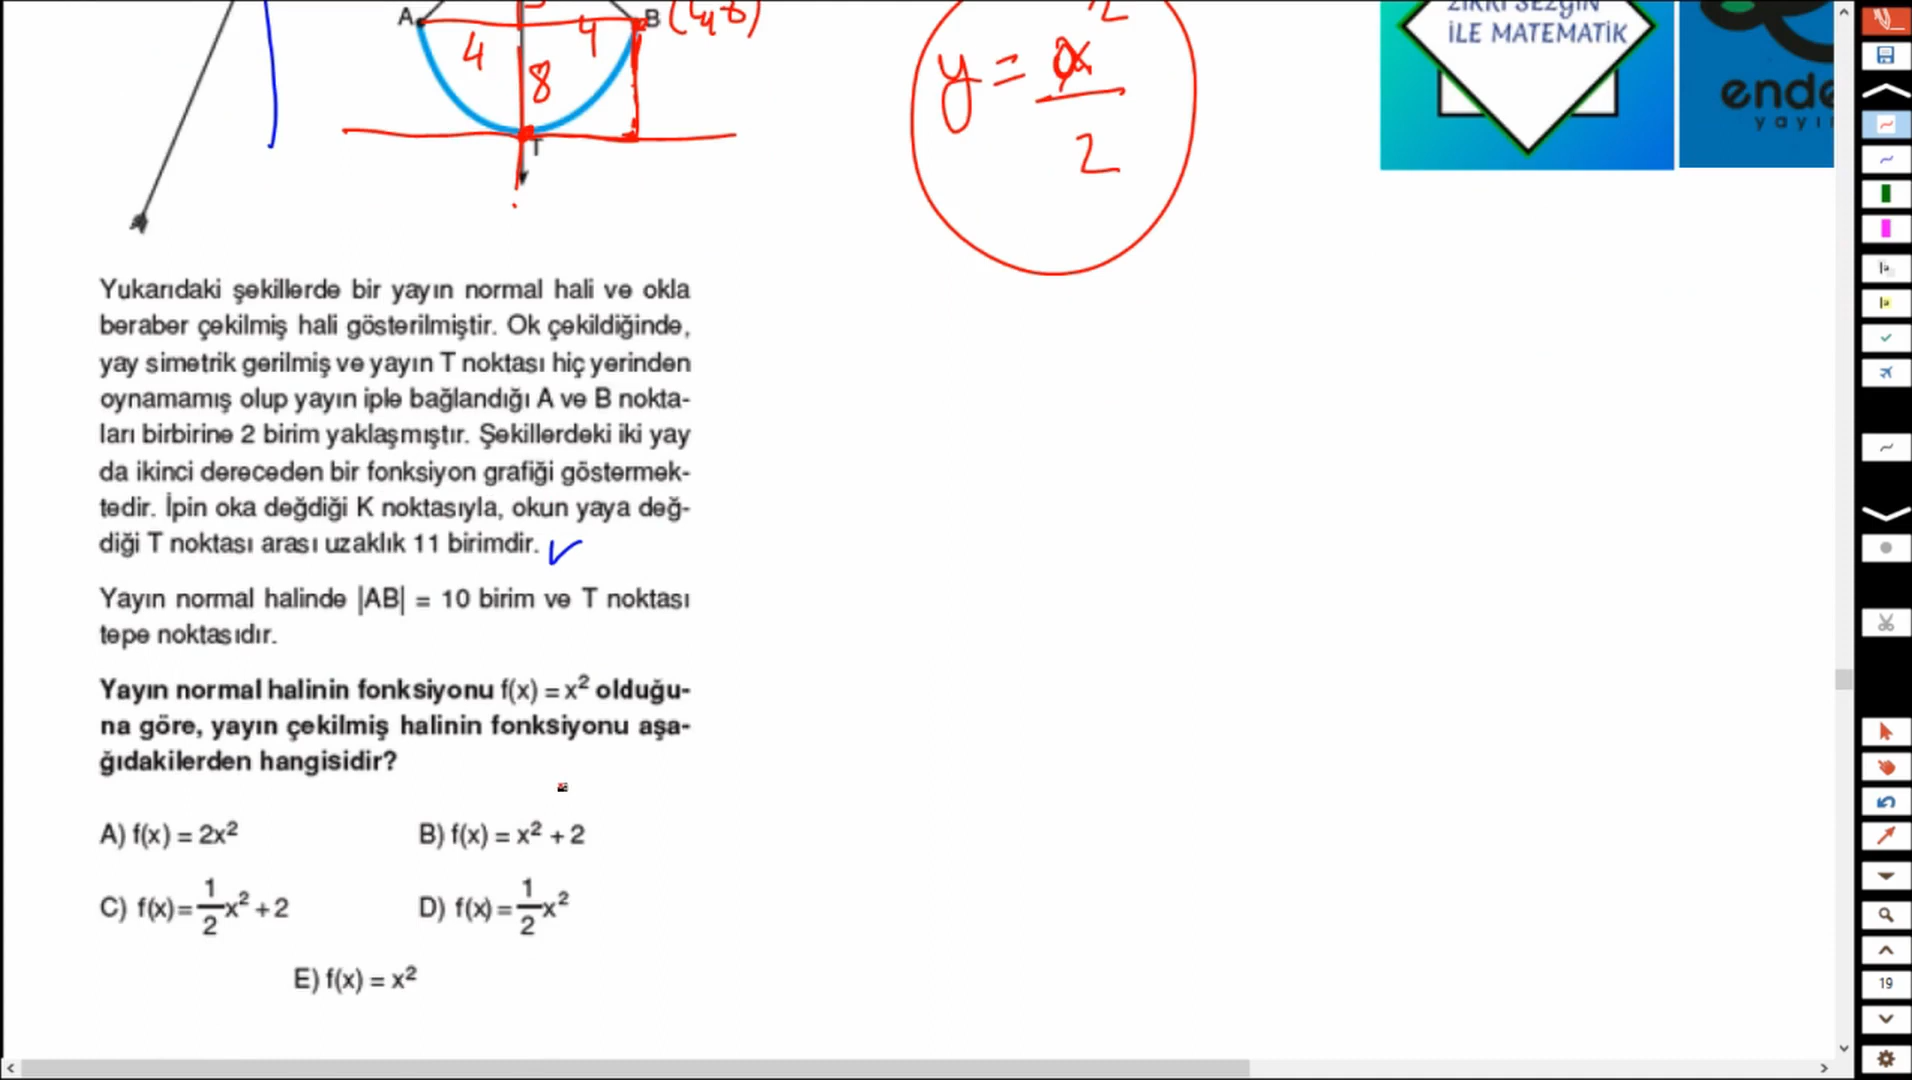 ZİKRİ SEZGİN
İLE MATEMATİK
A
B (4,8)
4
4
8
T
y = x²
2
ende
yayı
Yukarıdaki şekillerde bir yayın normal hali ve okla
beraber çekilmiş hali gösterilmiştir. Ok çekildiğinde,
yay simetrik gerilmiş ve yayın T noktası hiç yerinden
oynamamış olup yayın iple bağlandığı A ve B nokta-
ları birbirine 2 birim yaklaşmıştır. Şekillerdeki iki yay
da ikinci dereceden bir fonksiyon grafiği göstermek-
tedir. İpin oka değdiği K noktasıyla, okun yaya değ-
diği T noktası arası uzaklık 11 birimdir.
Yayın normal halinde |AB| = 10 birim ve T noktası
tepe noktasıdır.
Yayın normal halinin fonksiyonu f(x) = x² olduğu-
na göre, yayın çekilmiş halinin fonksiyonu aşa-
ğıdakilerden hangisidir?
A) f(x) = 2x²
B) f(x) = x² + 2
C) f(x) = 1/2 x² + 2
D) f(x) = 1/2 x²
E) f(x) = x²
19